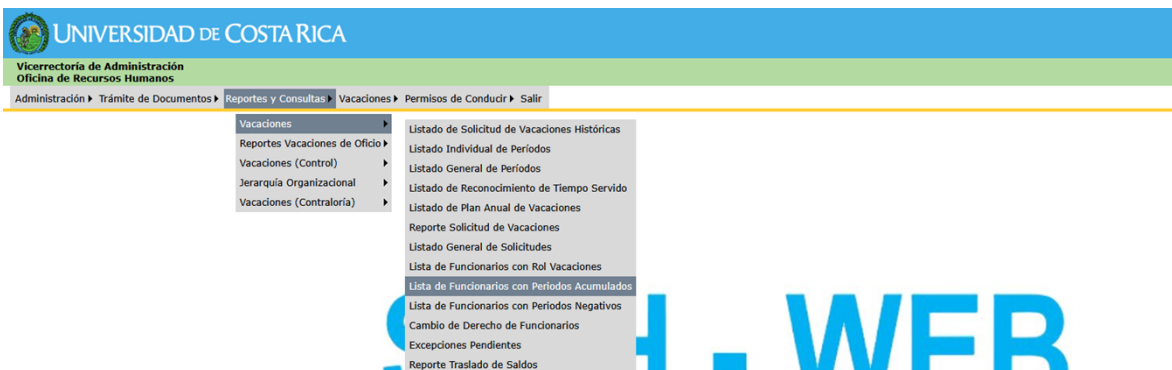 UNIVERSIDAD DE COSTA RICA
Vicerrectoría de Administración
Oficina de Recursos Humanos
Administración Trámite de Documentos Reportes y Consultas Vacaciones Permisos de Conducir Salir
Vacaciones
Reportes Vacaciones de Oficio
Vacaciones (Control)
Jerarquía Organizacional
Vacaciones (Contraloría)
Listado de Solicitud de Vacaciones Históricas
Listado Individual de Períodos
Listado General de Períodos
Listado de Reconocimiento de Tiempo Servido
Listado de Plan Anual de Vacaciones
Reporte Solicitud de Vacaciones
Listado General de Solicitudes
Lista de Funcionarios con Rol Vacaciones
Lista de Funcionarios con Periodos Acumulados
Lista de Funcionarios con Periodos Negativos
Cambio de Derecho de Funcionarios
Excepciones Pendientes
Reporte Traslado de Saldos
- WEB